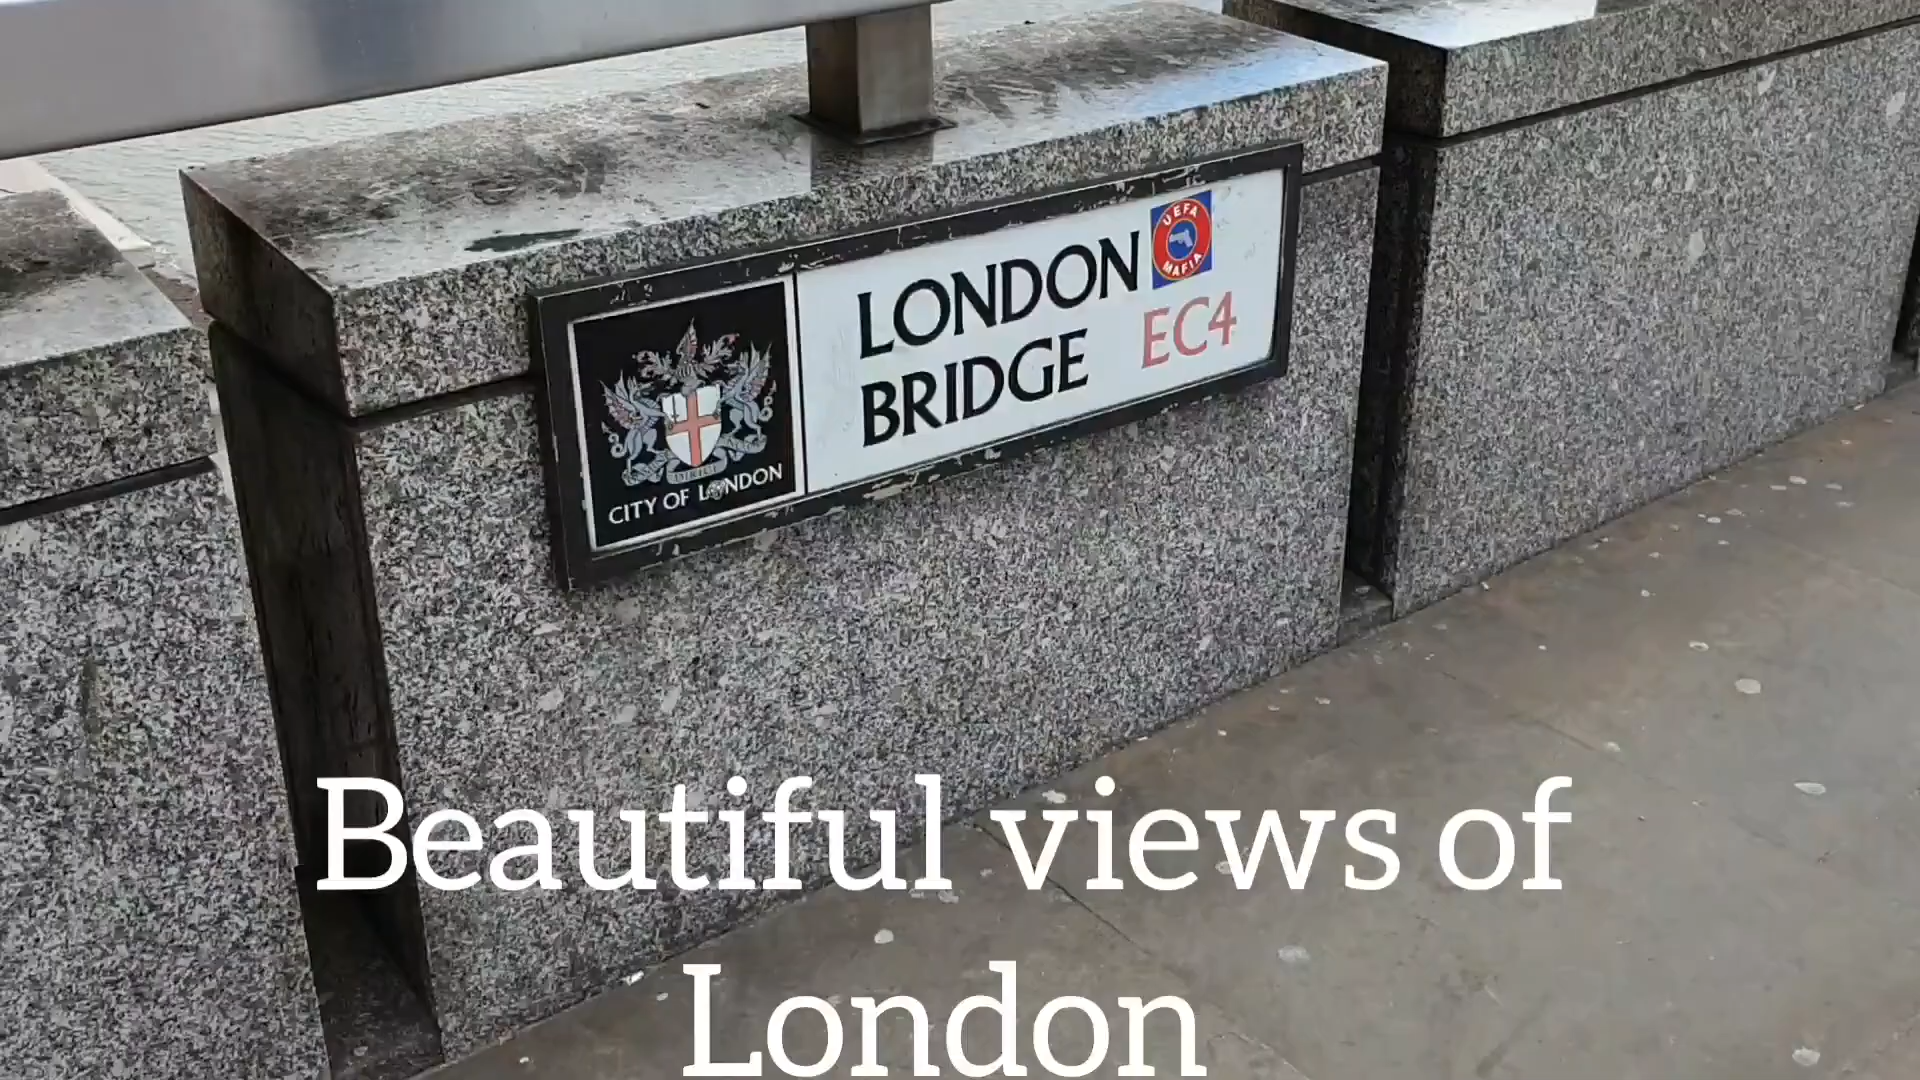 UEFA
MAFIA
LONDON
BRIDGE EC4
CITY OF LONDON
Beautiful views of
London